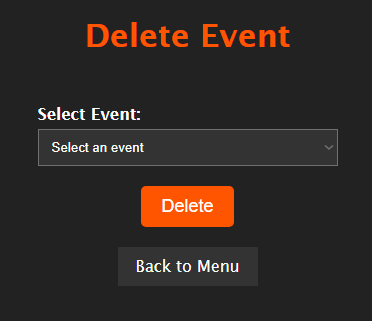 Delete Event
Select Event:
Select an event
Delete
Back to Menu